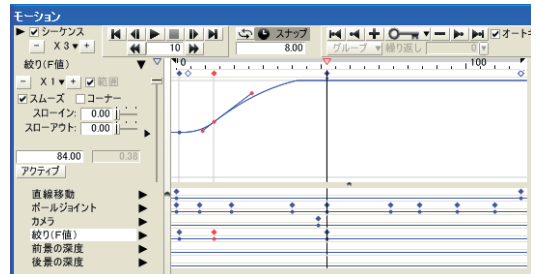 モーション
シーケンス スナップ オートキ
X 3 10 8.00 グループ 繰り返し 0
絞り(F値) 0 100
X 1 範囲
スムーズ コーナー
スローイン: 0.00
スローアウト: 0.00
84.00 0.38
アクティブ
直線移動
ボールジョイント
カメラ
絞り(F値)
前景の深度
後景の深度